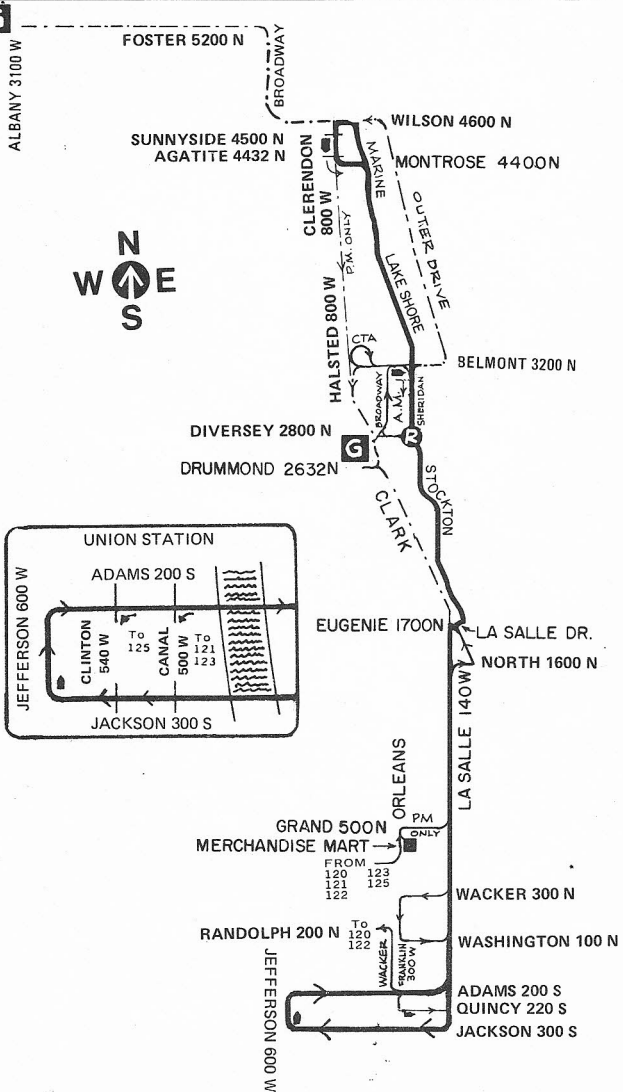 FOSTER 5200 N
ALBANY 3100 W
BROADWAY
WILSON 4600 N
SUNNYSIDE 4500 N
AGATITE 4432 N
MARINE
MONTROSE 4400N
CLERENDON
800 W
P.M. ONLY
OUTER DRIVE
N
W E
S
LAKE SHORE
HALSTED 800 W
CTA
BELMONT 3200 N
BROADWAY
A.M.
SHERIDAN
DIVERSEY 2800 N
G
R
DRUMMOND 2632N
STOCKTON
CLARK
UNION STATION
ADAMS 200 S
JEFFERSON 600 W
CLINTON
540 W
To
125
CANAL
500 W
To
121
123
JACKSON 300 S
EUGENIE 1700N
LA SALLE DR.
NORTH 1600 N
LA SALLE 140W
ORLEANS
GRAND 500N
PM
ONLY
MERCHANDISE MART
FROM
120 123
121 125
122
WACKER 300 N
RANDOLPH 200 N
To
120
122
WACKER
FRANKLIN
300 W
WASHINGTON 100 N
JEFFERSON 600 W
ADAMS 200 S
QUINCY 220 S
JACKSON 300 S